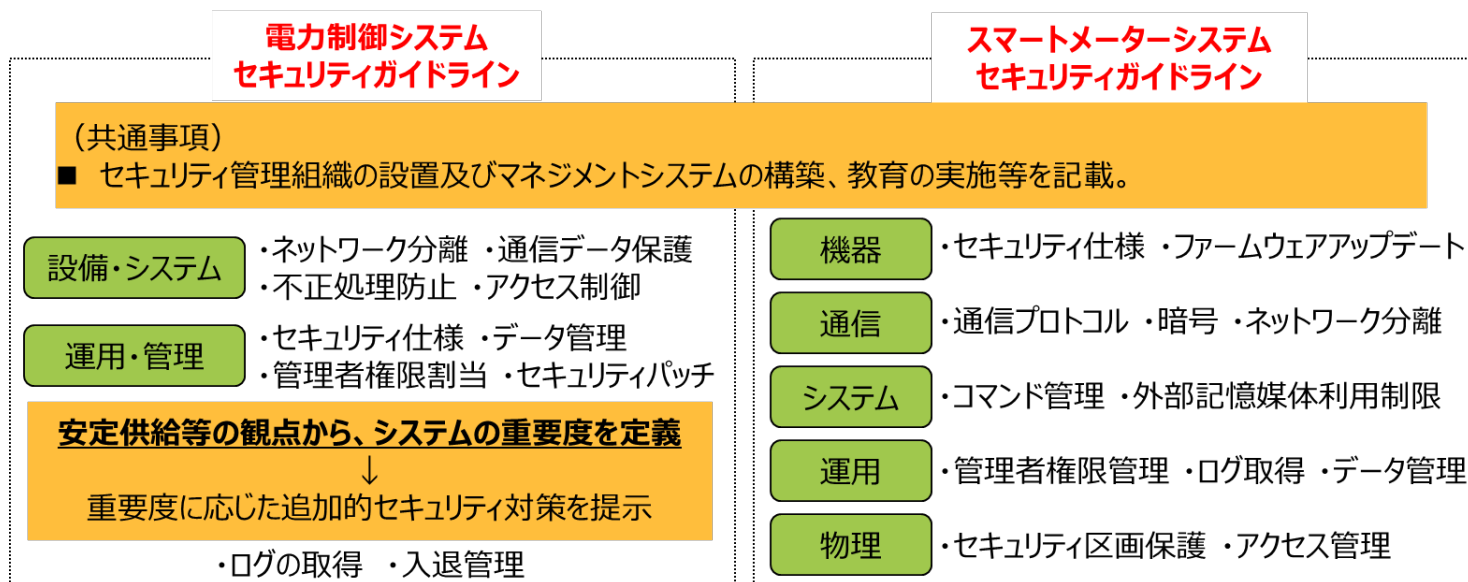 電力制御システム
セキュリティガイドライン
スマートメーターシステム
セキュリティガイドライン
（共通事項）
■ セキュリティ管理組織の設置及びマネジメントシステムの構築、教育の実施等を記載。
設備・システム
・ネットワーク分離 ・通信データ保護
・不正処理防止 ・アクセス制御
運用・管理
・セキュリティ仕様 ・データ管理
・管理者権限割当 ・セキュリティパッチ
安定供給等の観点から、システムの重要度を定義
↓
重要度に応じた追加的セキュリティ対策を提示
・ログの取得 ・入退管理
機器
・セキュリティ仕様 ・ファームウェアアップデート
通信
・通信プロトコル ・暗号 ・ネットワーク分離
システム
・コマンド管理 ・外部記憶媒体利用制限
運用
・管理者権限管理 ・ログ取得 ・データ管理
物理
・セキュリティ区画保護 ・アクセス管理